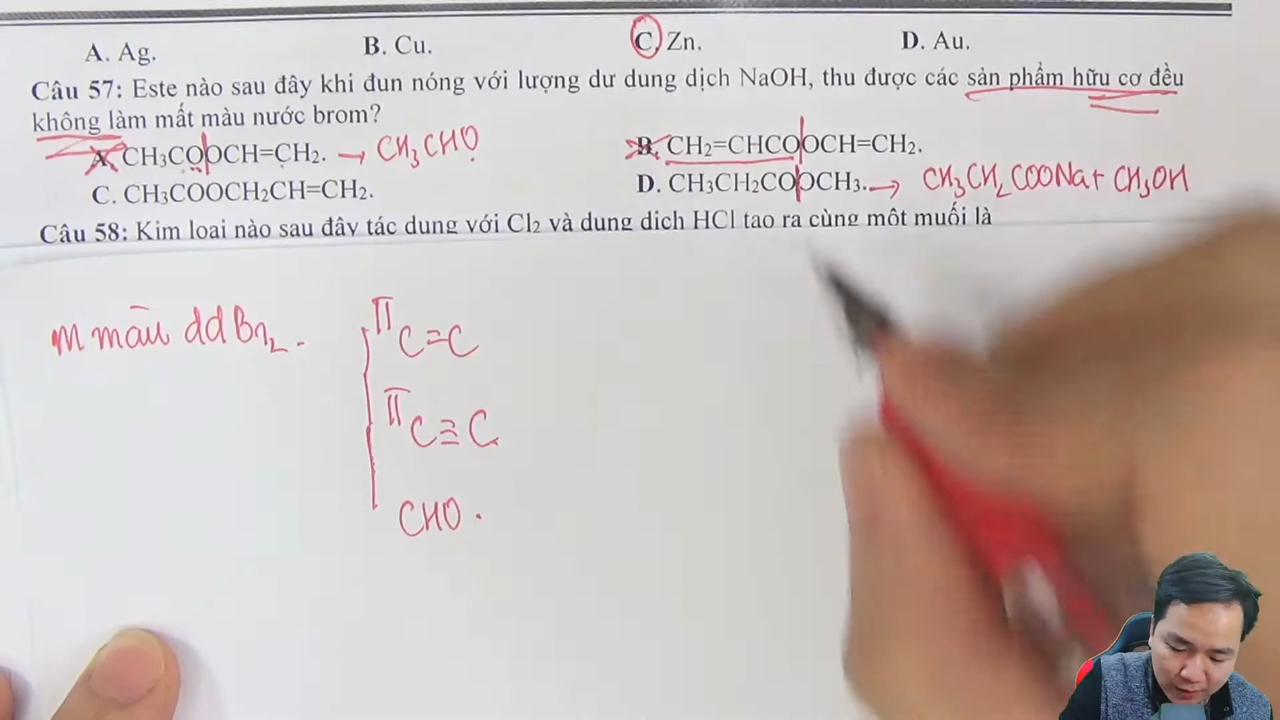 A. Ag. B. Cu. C. Zn. D. Au.
Câu 57: Este nào sau đây khi đun nóng với lượng dư dung dịch NaOH, thu được các sản phẩm hữu cơ đều
không làm mất màu nước brom?
A. CH₃COOCH=CH₂. → CH₃CHO B. CH₂=CHCOOCH=CH₂.
C. CH₃COOCH₂CH=CH₂. D. CH₃CH₂COOCH₃. → CH₃CH₂COONa + CH₃OH
Câu 58: Kim loại nào sau đây tác dụng với Cl₂ và dung dịch HCl tạo ra cùng một muối là
m màu dd Br₂. π C=C
π C≡C
CHO.